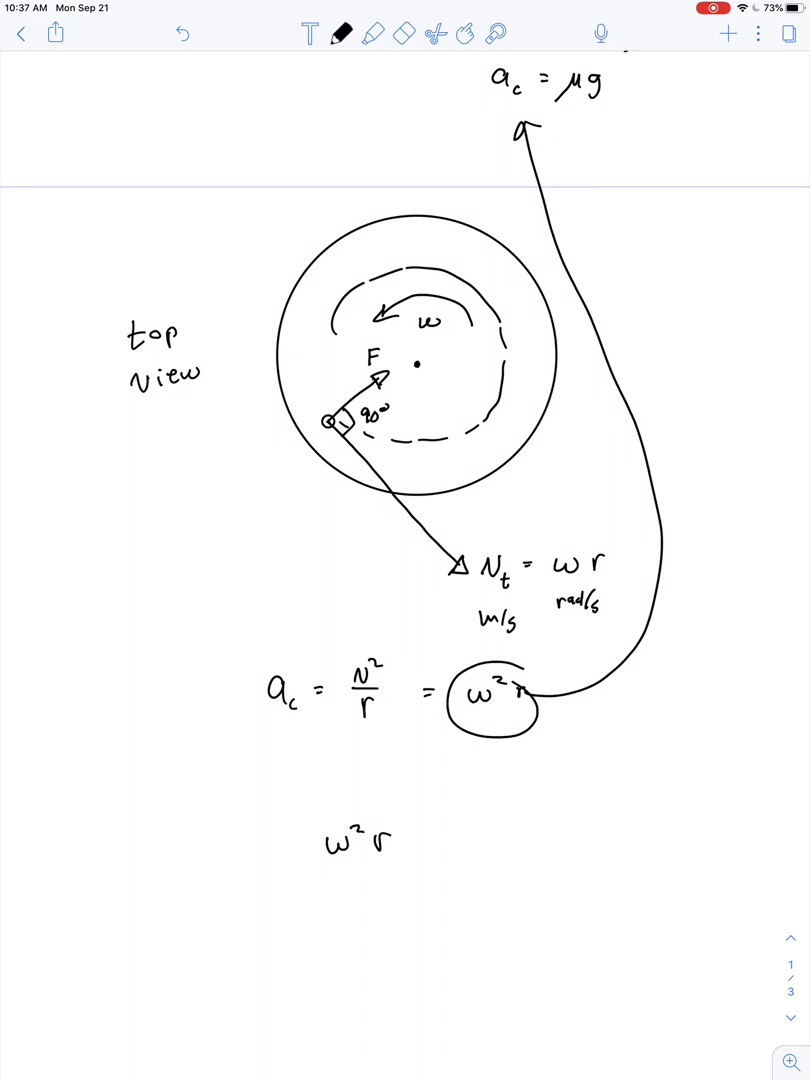 10:37 AM Mon Sep 21
73%
T
a_c = μg
top
view
ω
F
90°
v_t = ω r
m/s rad/s
a_c = v²/r = ω² r
ω² r
1
/
3